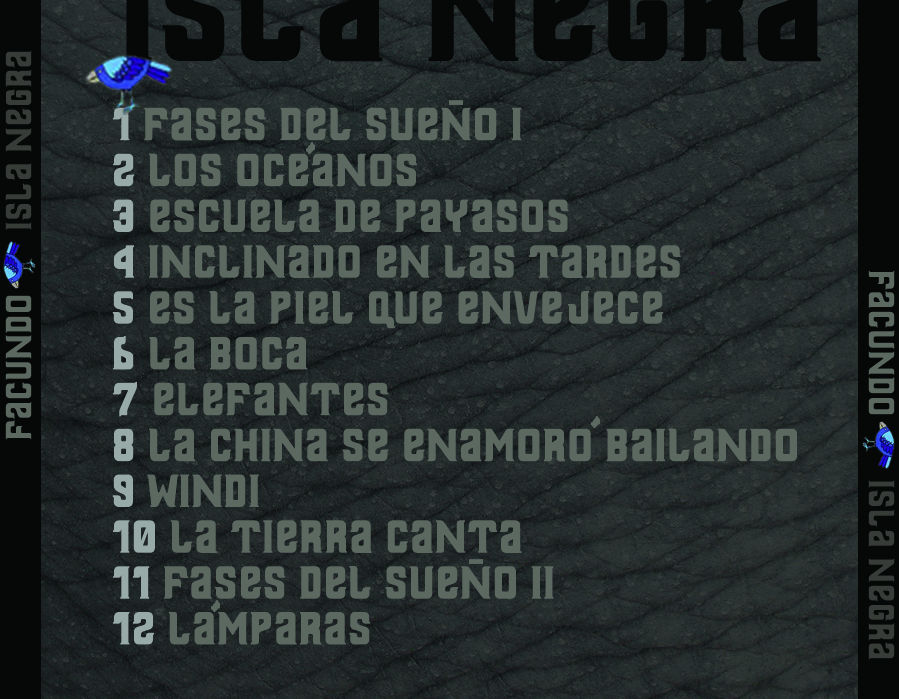 Isla Negra
1 Fases del Sueño I
2 Los Océanos
3 Escuela de Payasos
4 Inclinado en las Tardes
5 Es la Piel que Envejece
6 La Boca
7 Elefantes
8 La China se Enamoró Bailando
9 Windi
10 La Tierra Canta
11 Fases del Sueño II
12 Lámparas
Facundo Isla Negra
Facundo Isla Negra